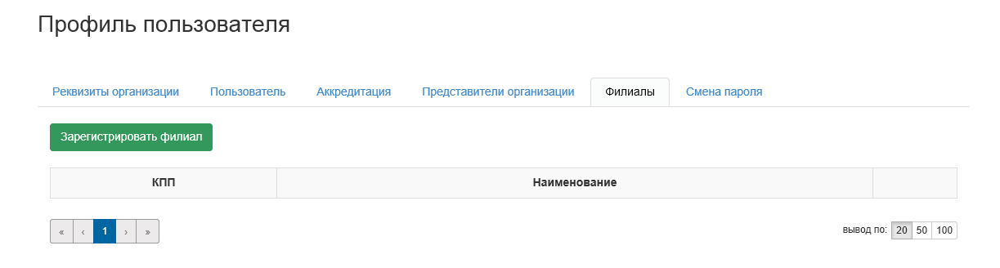 Профиль пользователя
Реквизиты организации Пользователь Аккредитация Представители организации Филиалы Смена пароля
Зарегистрировать филиал
КПП Наименование
« ‹ 1 › » вывод по: 20 50 100